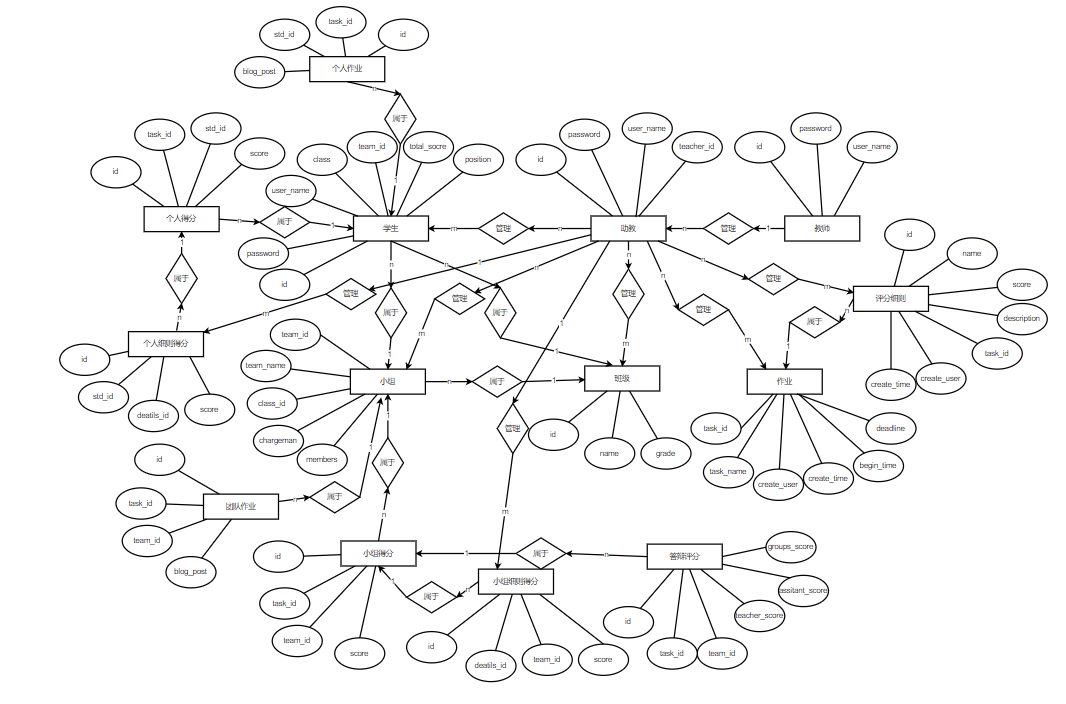 task_id
std_id
id
个人作业
blog_post
n
属于
std_id
task_id
score
id
user_name
class
team_id
total_socre
position
password
user_name
teacher_id
id
password
id
user_name
1
个人得分
n
属于
1
学生
m
管理
n
助教
n
管理
1
教师
password
id
1
属于
n
个人细则得分
id
std_id
deatils_id
score
n
n
1
n
n
n
n
管理
m
属于
1
管理
m
属于
1
1
管理
m
管理
m
管理
m
评分细则
id
name
score
description
task_id
create_user
create_time
n
属于
1
team_id
team_name
class_id
chargeman
members
小组
n
属于
1
班级
id
name
grade
作业
task_id
task_name
create_user
create_time
begin_time
deadline
管理
m
1
属于
n
id
task_id
team_id
blog_post
团队作业
n
属于
1
小组得分
id
task_id
team_id
score
1
属于
n
答辩评分
groups_score
assitant_score
teacher_score
id
task_id
team_id
1
属于
n
小组细则得分
id
deatils_id
team_id
score